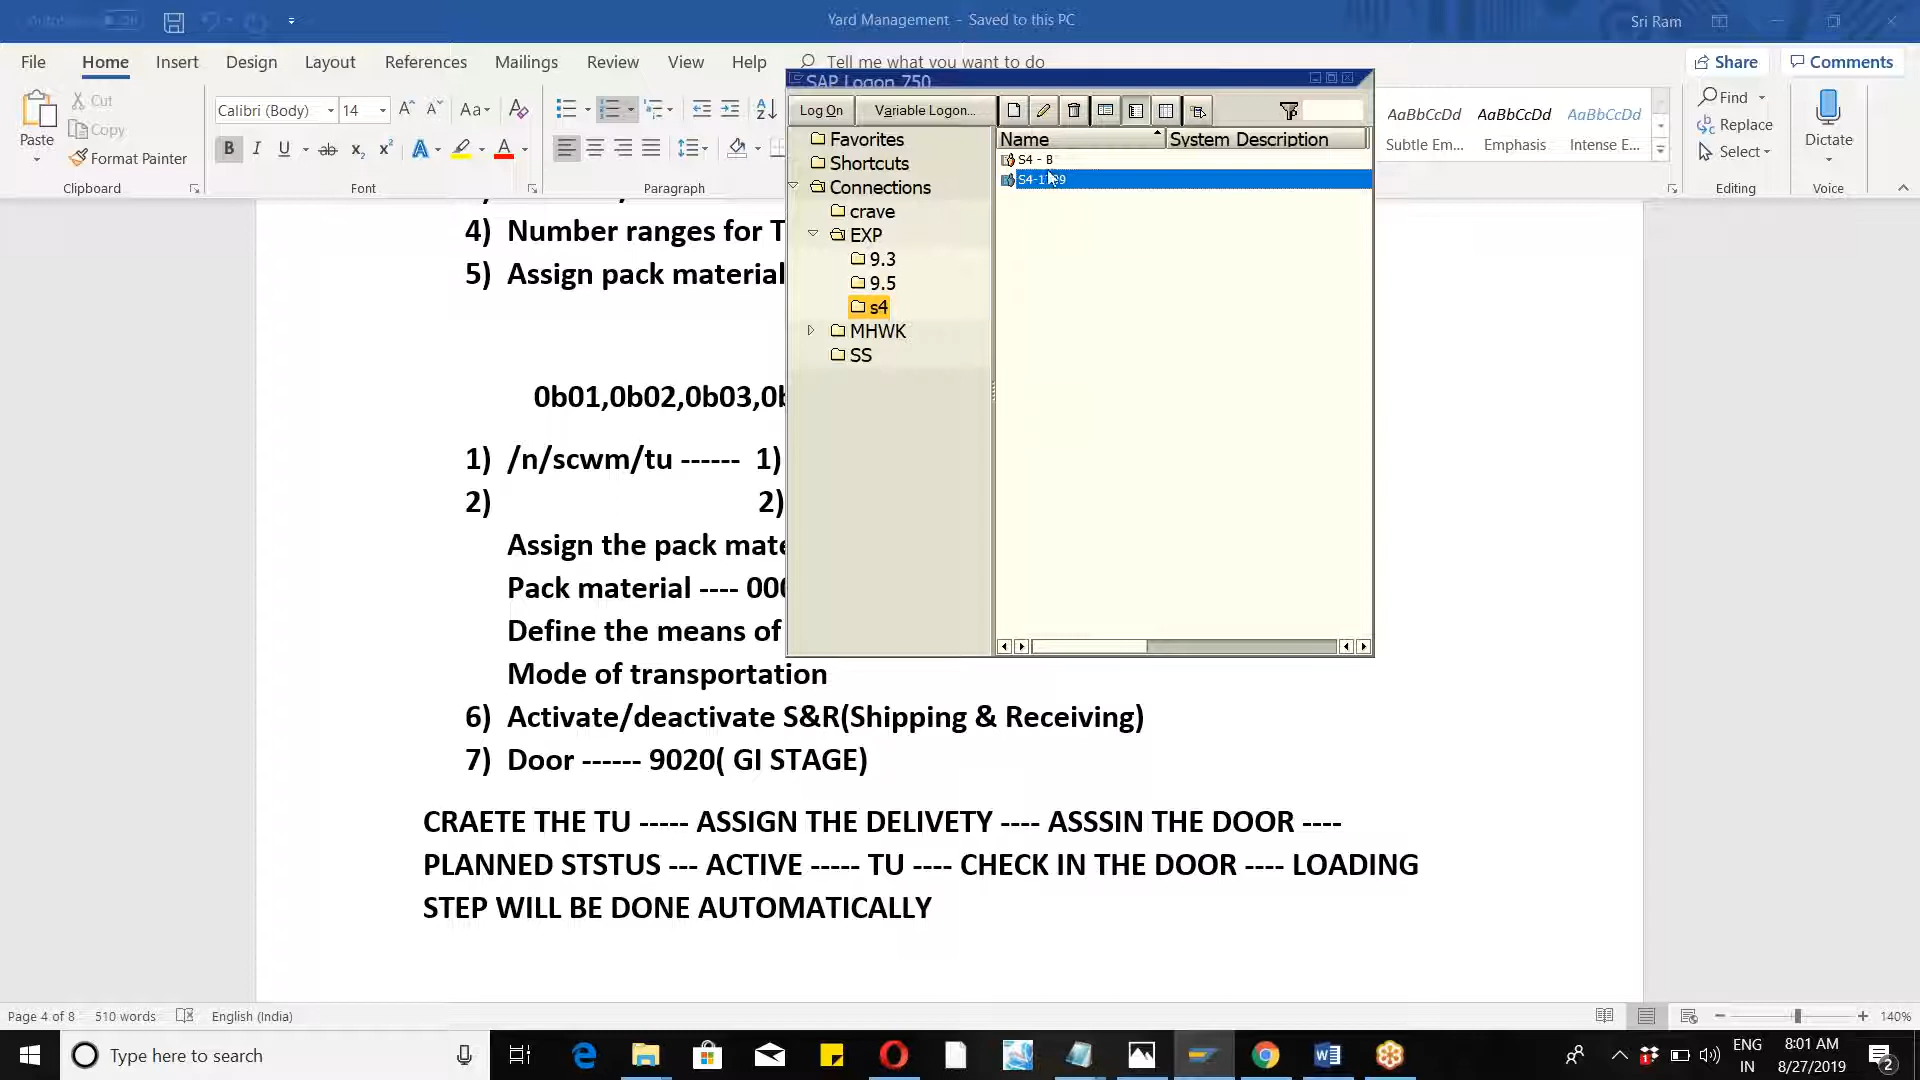 Yard Management - Saved to this PC
Sri Ram
File Home Insert Design Layout References Mailings Review View Help Tell me what you want to do
Share Comments
Paste
Cut
Copy
Format Painter
Clipboard
Calibri (Body) 14
Font
Paragraph
AaBbCcDd AaBbCcDd AaBbCcDd
Subtle Em... Emphasis Intense E...
Find
Replace
Select
Editing
Dictate
Voice
SAP Logon 750
Log On Variable Logon...
Favorites
Shortcuts
Connections
crave
EXP
9.3
9.5
s4
MHWK
SS
Name System Description
S4 - B
4) Number ranges for T
5) Assign pack material
0b01,0b02,0b03,0b
1) /n/scwm/tu ------ 1)
2) 2)
Assign the pack mate
Pack material ---- 000
Define the means of
Mode of transportation
6) Activate/deactivate S&R(Shipping & Receiving)
7) Door ------ 9020( GI STAGE)
CRAETE THE TU ----- ASSIGN THE DELIVETY ---- ASSSIN THE DOOR ----
PLANNED STSTUS --- ACTIVE ----- TU ---- CHECK IN THE DOOR ---- LOADING
STEP WILL BE DONE AUTOMATICALLY
Page 4 of 8 510 words English (India)
140%
Type here to search
ENG
IN
8:01 AM
8/27/2019
2